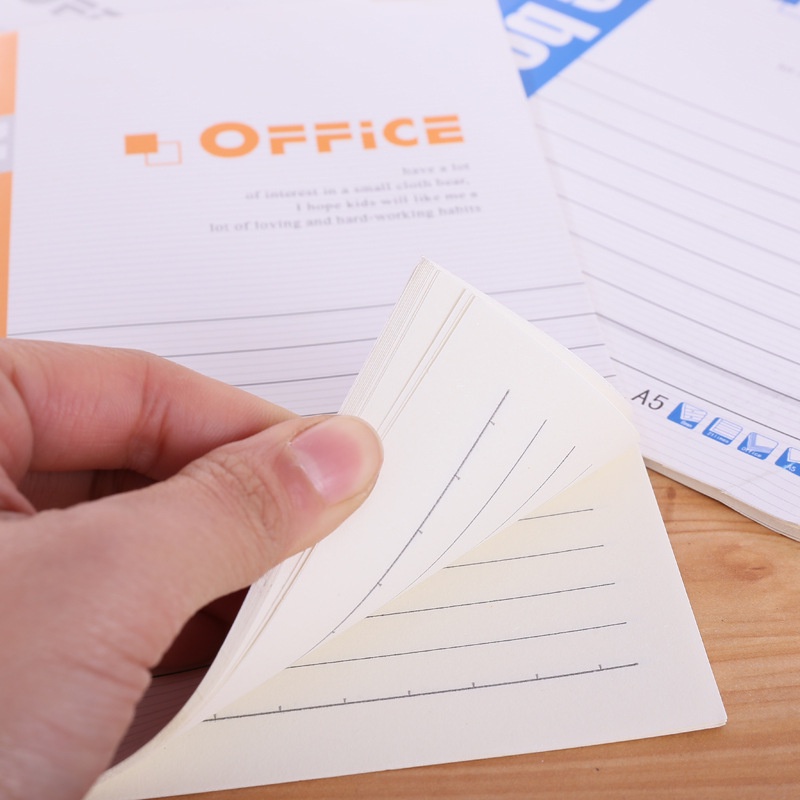 OFFiCE
have a lot
of interest in a small cloth bear,
I hope kids will like me a
lot of loving and hard-working habits
A5